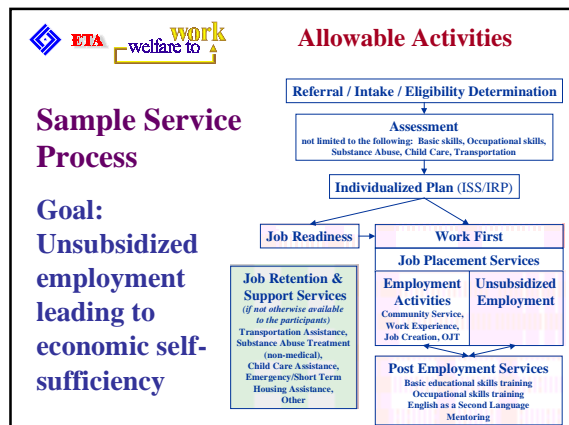 ETA
welfare to work
Allowable Activities
Sample Service
Process
Goal:
Unsubsidized
employment
leading to
economic self-
sufficiency
Referral / Intake / Eligibility Determination
Assessment
not limited to the following:  Basic skills, Occupational skills,
Substance Abuse, Child Care, Transportation
Individualized Plan (ISS/IRP)
Job Readiness
Work First
Job Placement Services
Employment
Activities
Community Service,
Work Experience,
Job Creation, OJT
Unsubsidized
Employment
Job Retention &
Support Services
(if not otherwise available
to the participants)
Transportation Assistance,
Substance Abuse Treatment
(non-medical),
Child Care Assistance,
Emergency/Short Term
Housing Assistance,
Other
Post Employment Services
Basic educational skills training
Occupational skills training
English as a Second Language
Mentoring